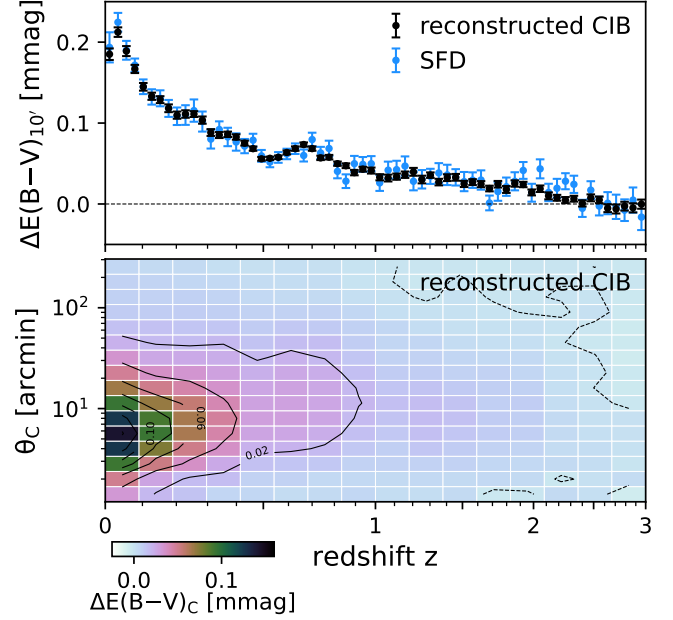 reconstructed CIB
SFD
ΔE(B−V)10′ [mmag]
0.2
0.1
0.0
reconstructed CIB
θC [arcmin]
10²
10¹
0.10
0.06
0.02
0
1
2
3
redshift z
0.0
0.1
ΔE(B−V)C [mmag]